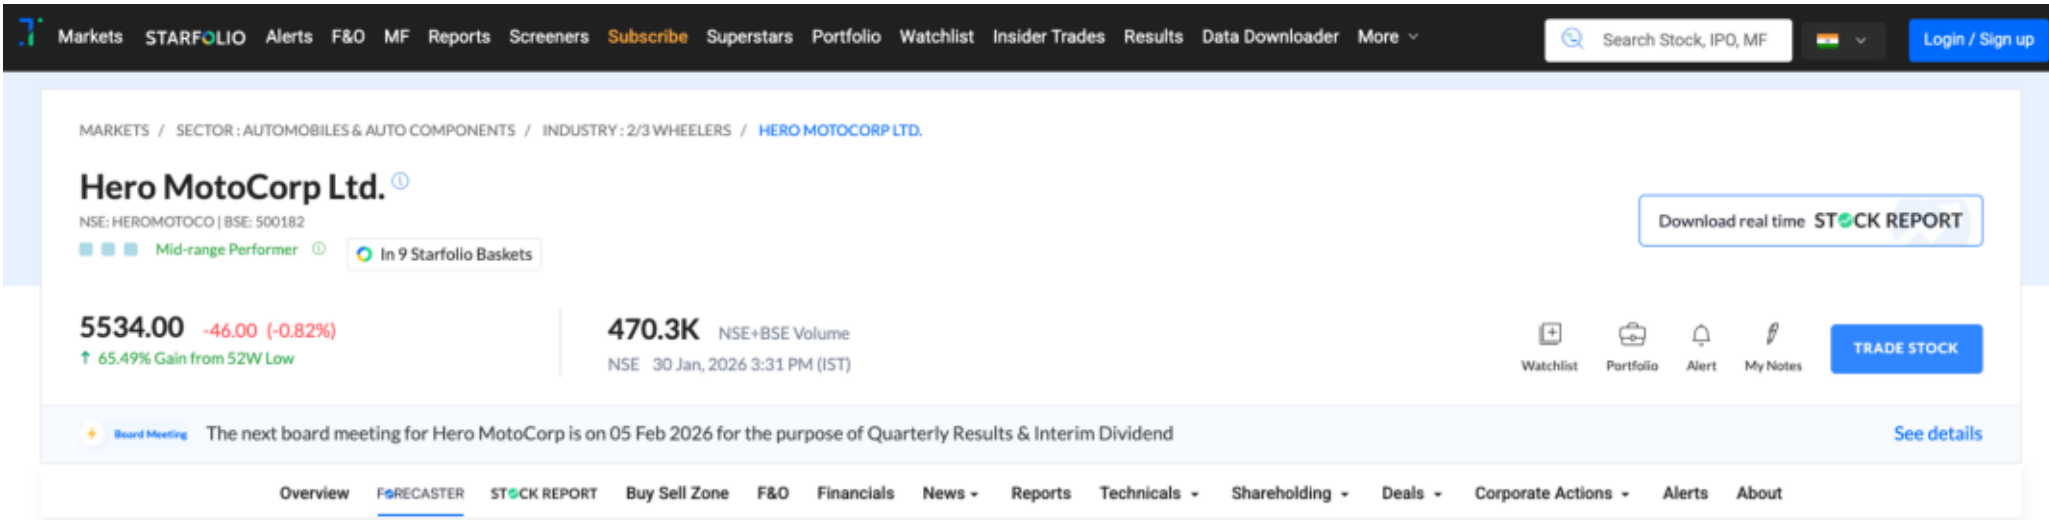 Markets STARFOLIO Alerts F&O MF Reports Screeners Subscribe Superstars Portfolio Watchlist Insider Trades Results Data Downloader More Search Stock, IPO, MF Login / Sign up
MARKETS / SECTOR : AUTOMOBILES & AUTO COMPONENTS / INDUSTRY : 2/3 WHEELERS / HERO MOTOCORP LTD.
Hero MotoCorp Ltd.
NSE: HEROMOTOCO | BSE: 500182
Mid-range Performer In 9 Starfolio Baskets
Download real time STOCK REPORT
5534.00 -46.00 (-0.82%)
↑ 65.49% Gain from 52W Low
470.3K NSE+BSE Volume
NSE 30 Jan, 2026 3:31 PM (IST)
Watchlist Portfolio Alert My Notes TRADE STOCK
Board Meeting The next board meeting for Hero MotoCorp is on 05 Feb 2026 for the purpose of Quarterly Results & Interim Dividend See details
Overview FORECASTER STOCK REPORT Buy Sell Zone F&O Financials News Reports Technicals Shareholding Deals Corporate Actions Alerts About